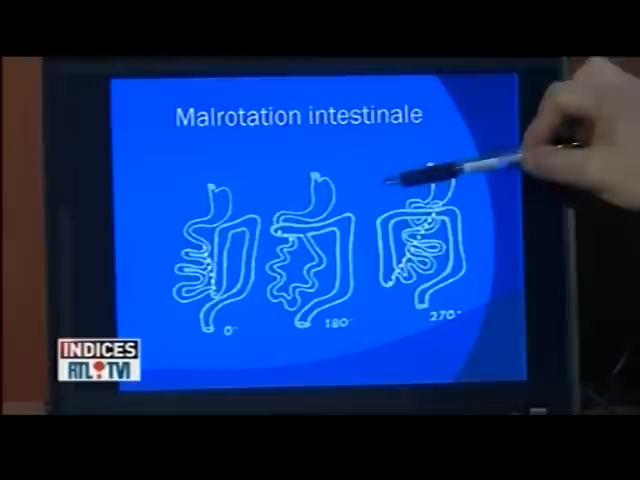 Malrotation intestinale
0°
180°
270°
INDICES
RTL TVI